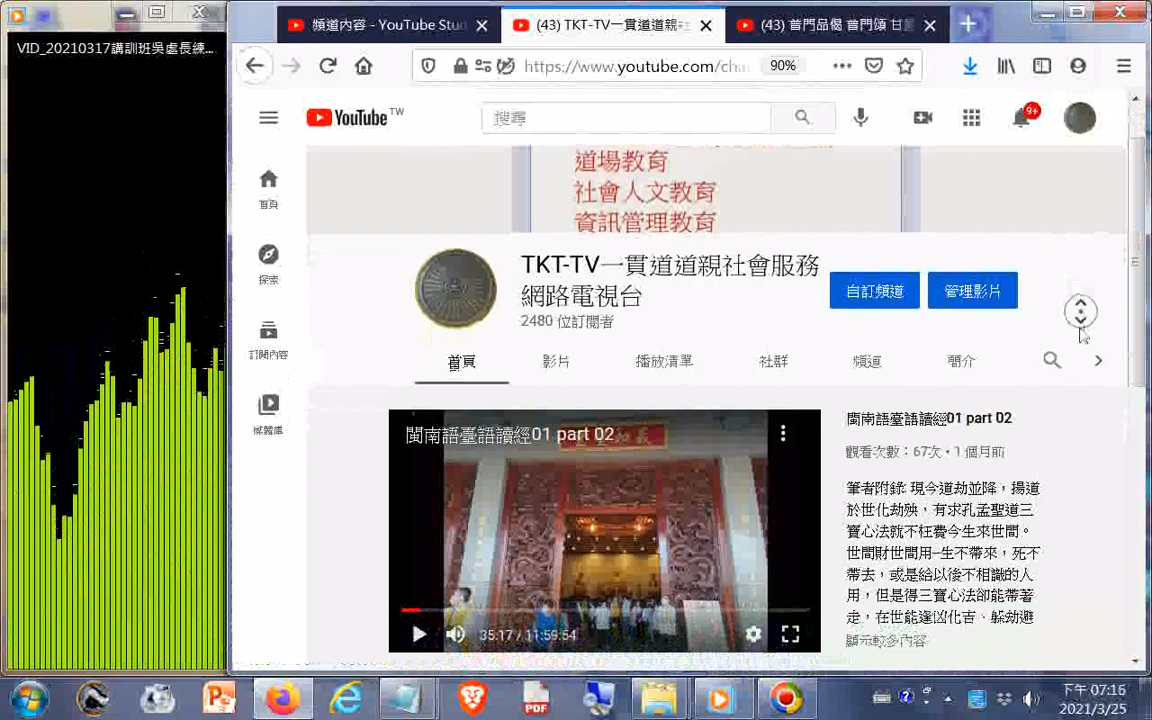 VID_20210317講訓班吳處長練...
頻道內容 - YouTube Stu
(43) TKT-TV一貫道道親社
(43) 普門品偈 普門頌 甘
https://www.youtube.com/cha
90%
YouTube TW
搜尋
9+
首頁
探索
訂閱內容
媒體庫
道場教育
社會人文教育
資訊管理教育
TKT-TV一貫道道親社會服務
網路電視台
2480 位訂閱者
自訂頻道
管理影片
首頁
影片
播放清單
社群
頻道
簡介
閩南語臺語讀經01 part 02
35:17 / 11:59:54
閩南語臺語讀經01 part 02
觀看次數：67次 • 1 個月前
筆者附錄: 現今道劫並降，揚道
於世化劫殃，有求孔孟聖道三
寶心法就不枉費今生來世間。
世間財世間用一生不帶來，死不
帶去，或是給以後不相識的人
用，但是得三寶心法卻能帶著
走，在世能逢凶化吉、躲劫避
顯示較多內容
PDF
下午 07:16
2021/3/25